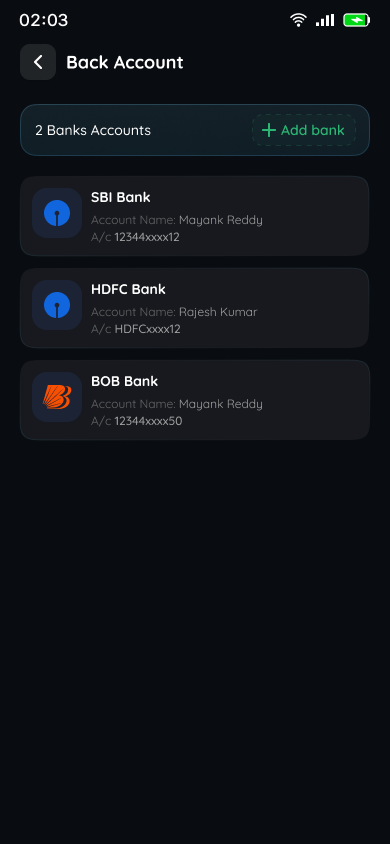 02:03
Back Account
2 Banks Accounts
Add bank
SBI Bank
Account Name: Mayank Reddy
A/c 12344xxxx12
HDFC Bank
Account Name: Rajesh Kumar
A/c HDFCxxxx12
BOB Bank
Account Name: Mayank Reddy
A/c 12344xxxx50